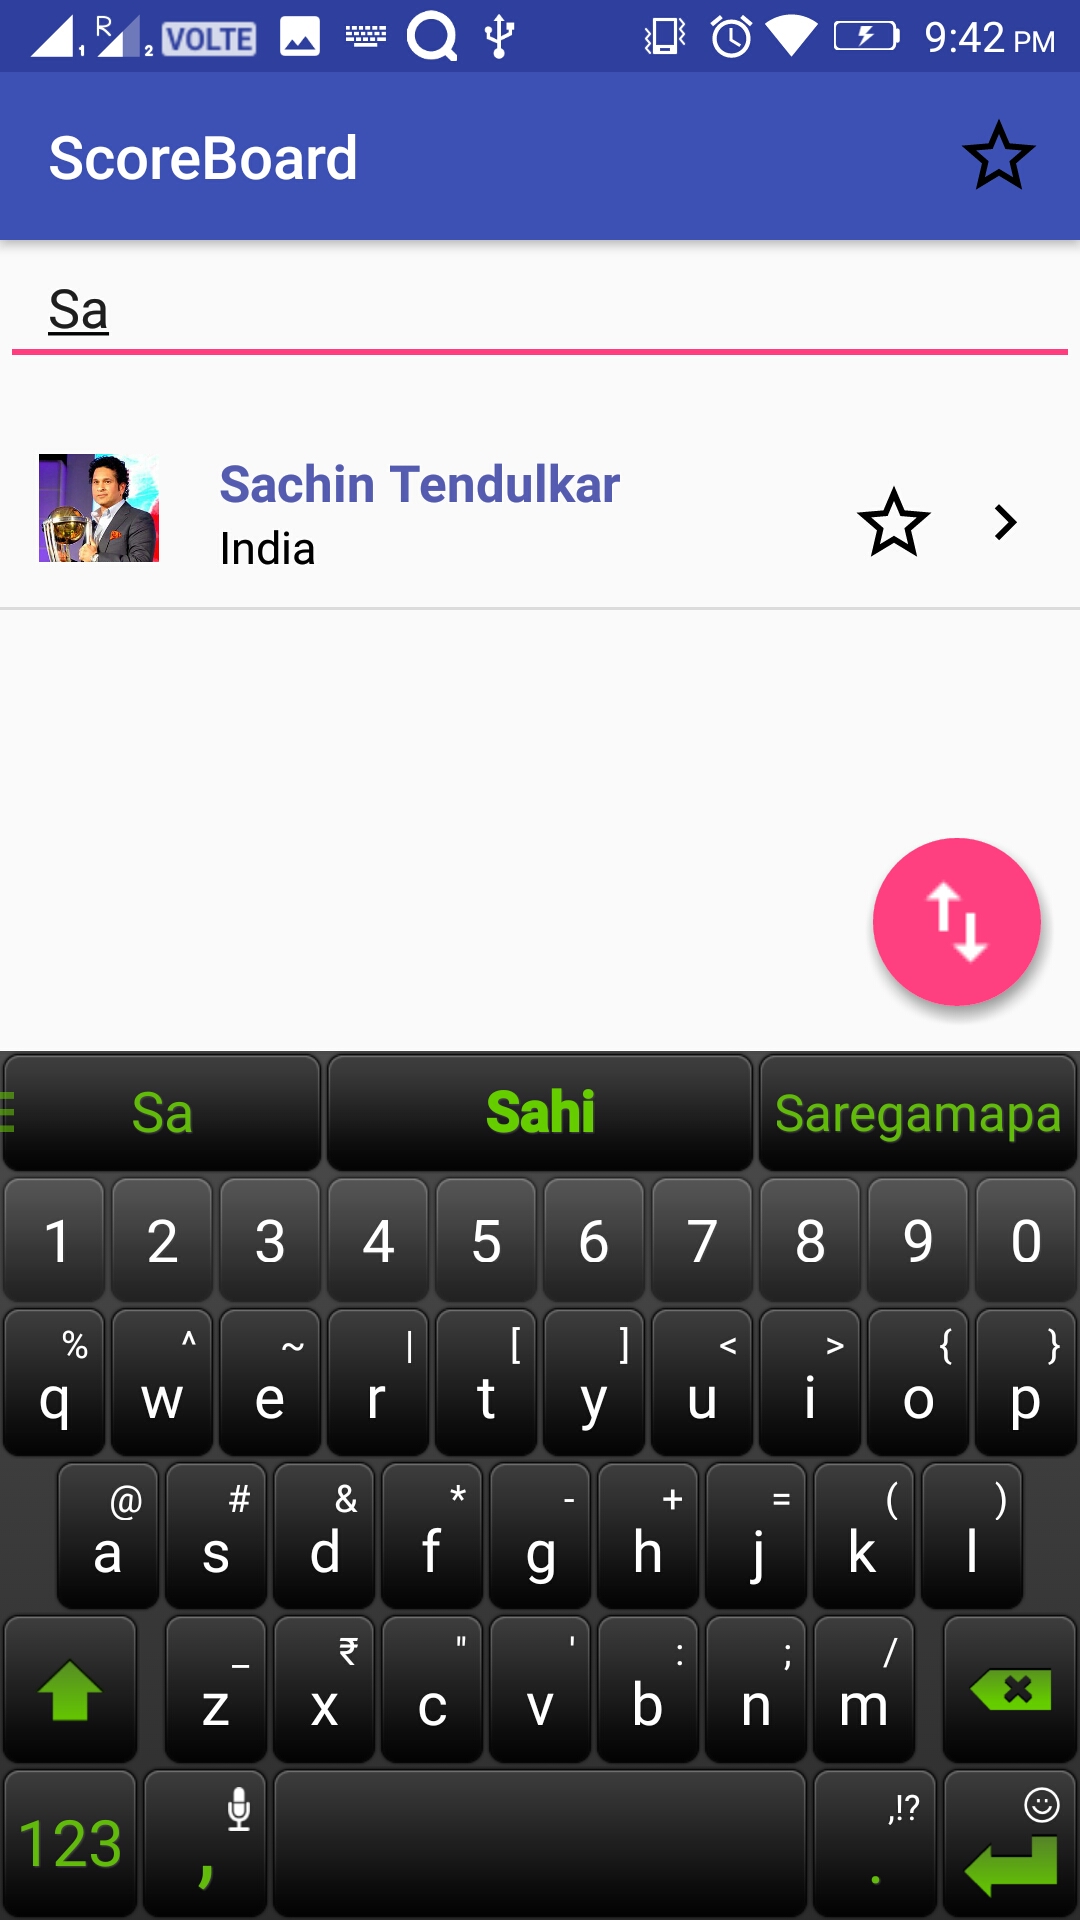 1 R 2 VOLTE 9:42 PM
ScoreBoard
Sa
Sachin Tendulkar
India
Sa Sahi Saregamapa
1 2 3 4 5 6 7 8 9 0
% ^ ~ | [ ] < > { }
q w e r t y u i o p
@ # & * - + = ( )
a s d f g h j k l
_ ₹ " ' : ; /
z x c v b n m
,!?
123 , .